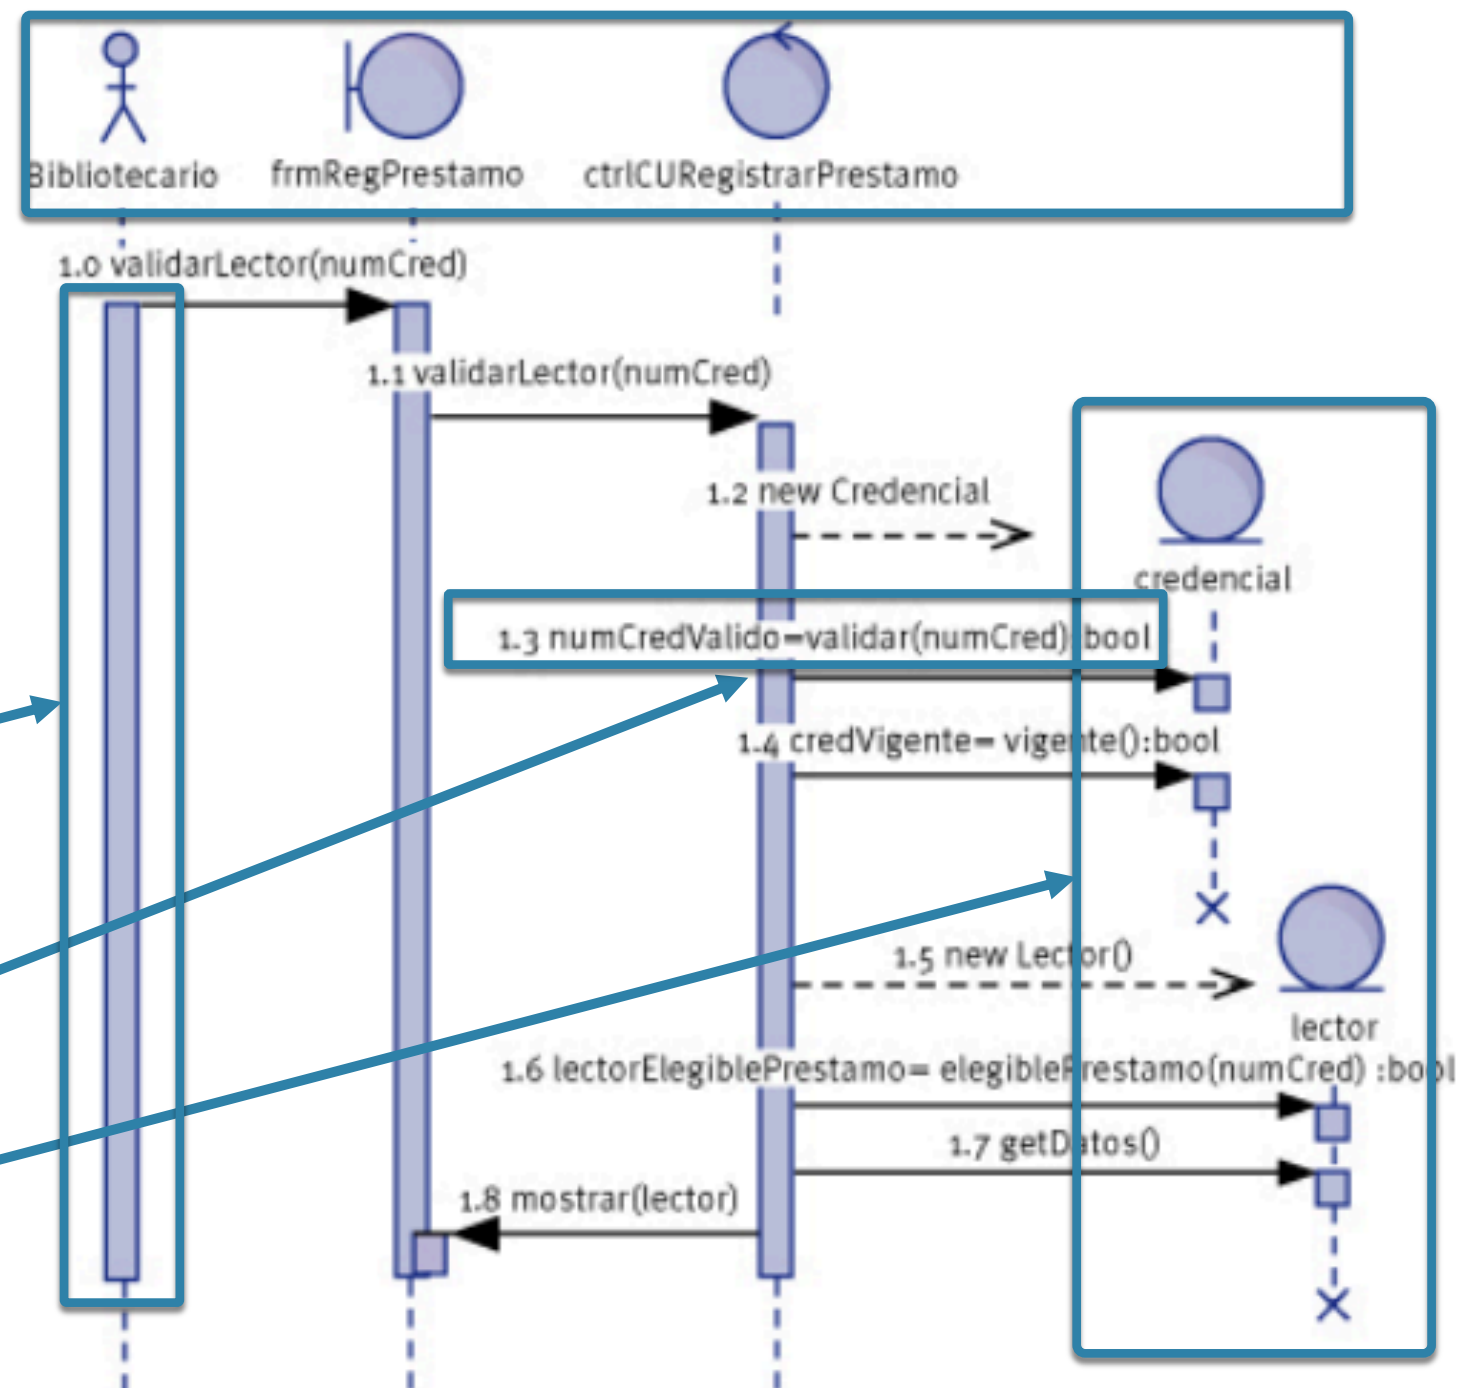 Bibliotecario
frmRegPrestamo
ctrlCURegistrarPrestamo
1.0 validarLector(numCred)
1.1 validarLector(numCred)
1.2 new Credencial
credencial
1.3 numCredValido=validar(numCred):bool
1.4 credVigente= vigente():bool
1.5 new Lector()
lector
1.6 lectorElegiblePrestamo= elegiblePrestamo(numCred) :bool
1.7 getDatos()
1.8 mostrar(lector)